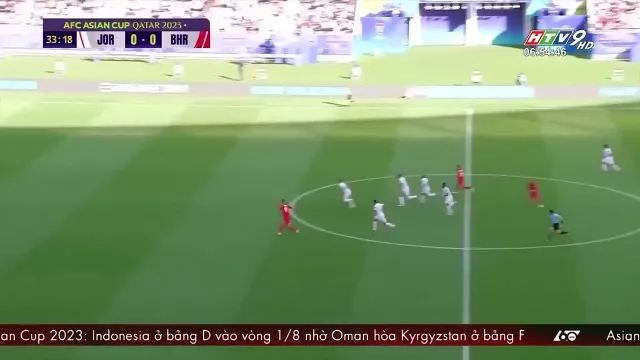 AFC ASIAN CUP QATAR 2023
33:18 JOR 0 - 0 BHR
HTV9 HD
06:54:46
an Cup 2023: Indonesia ở bảng D vào vòng 1/8 nhờ Oman hòa Kyrgyzstan ở bảng F
Asian